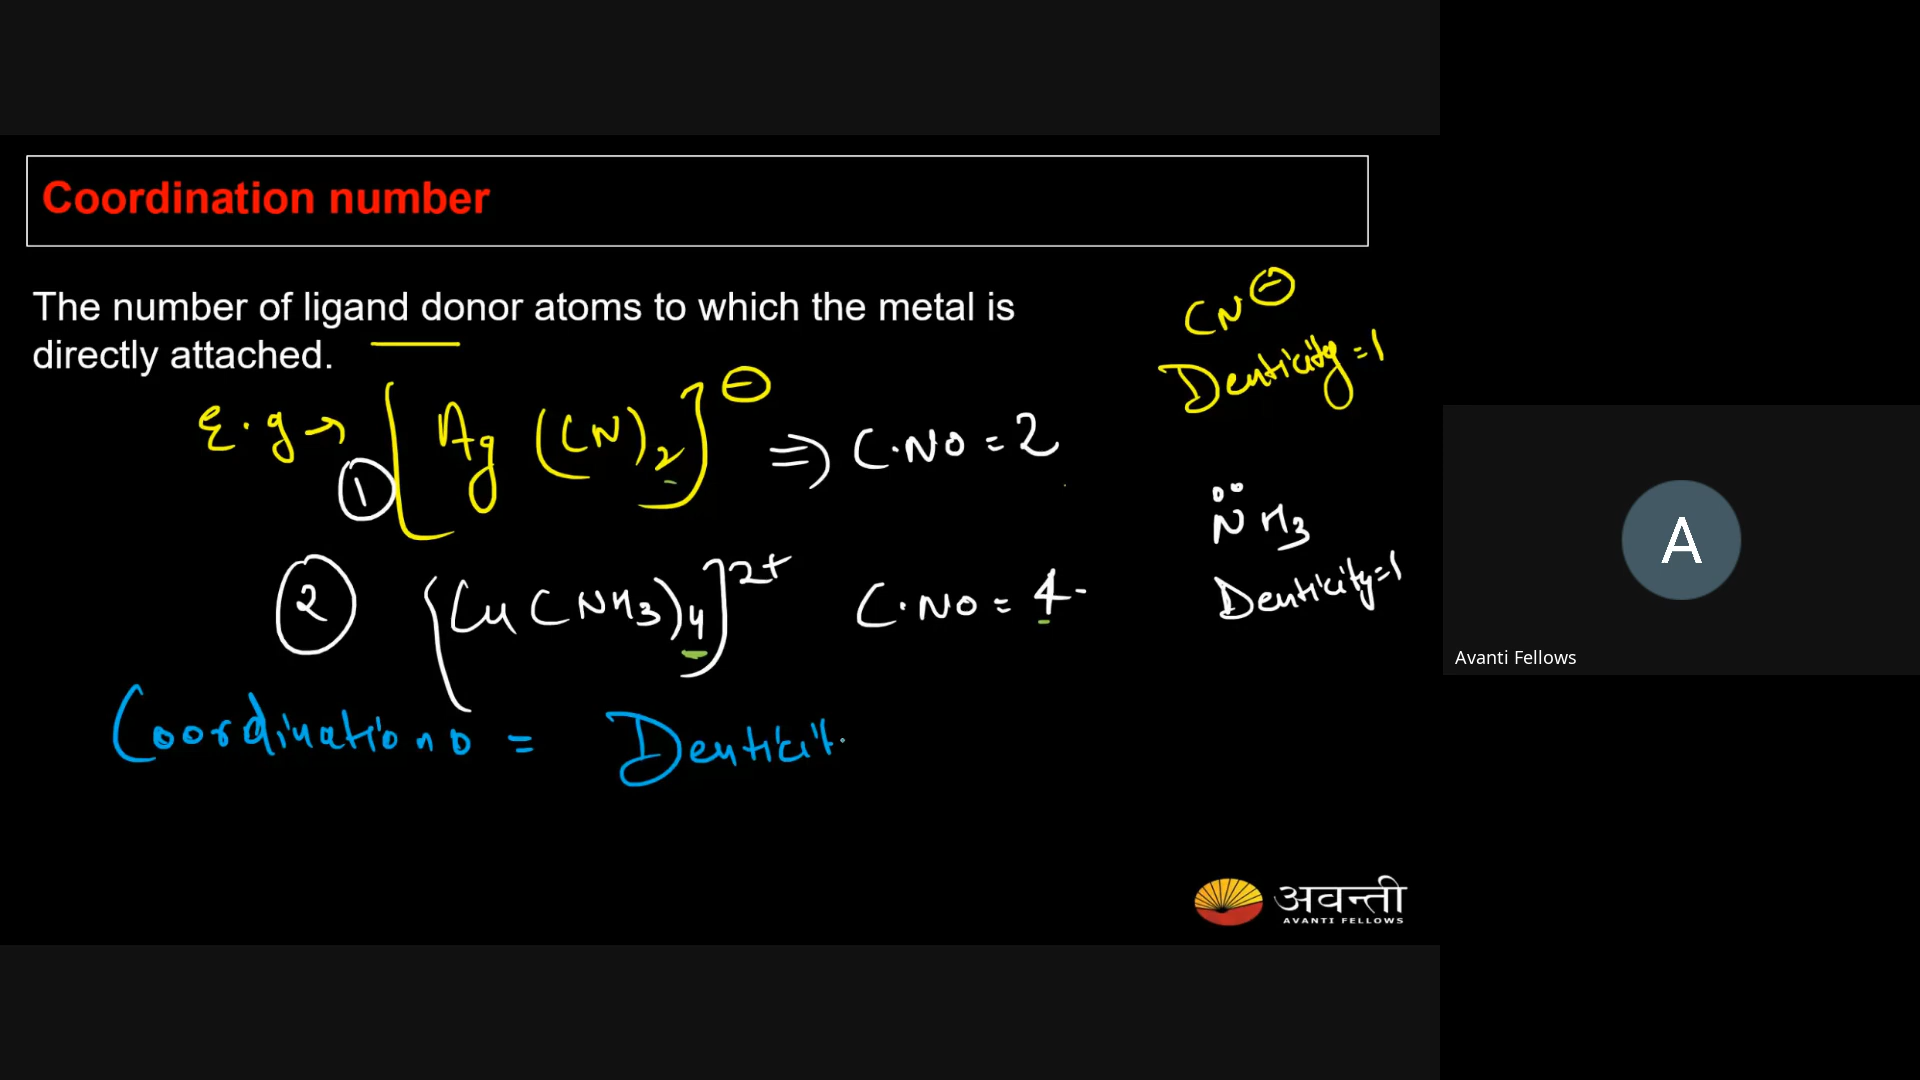 Coordination number
The number of ligand donor atoms to which the metal is
directly attached.
CN⊖
Denticity=1
E.g → ① [Ag(CN)2]⊖ ⇒ C.NO = 2
NH3
Denticity=1
② [Cu(NH3)4]2+ C.NO = 4
Coordination no = Denticit
अवन्ती
AVANTI FELLOWS
A
Avanti Fellows